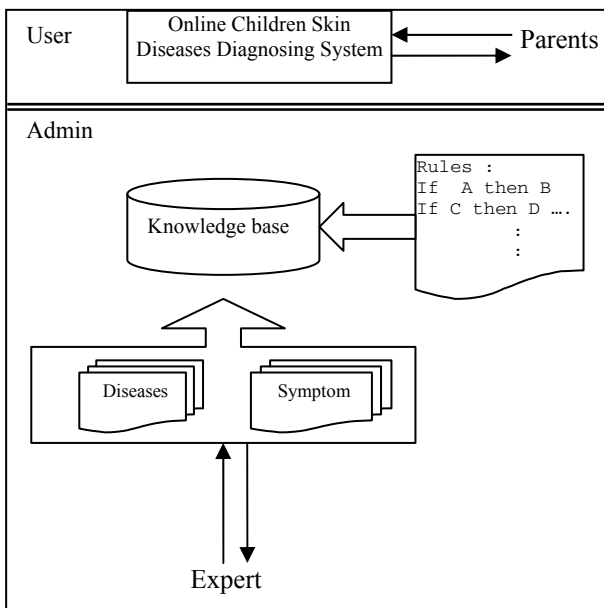 User
Online Children Skin
Diseases Diagnosing System
Parents
Admin
Knowledge base
Rules :
If A then B
If C then D ….
:
:
Diseases
Symptom
Expert